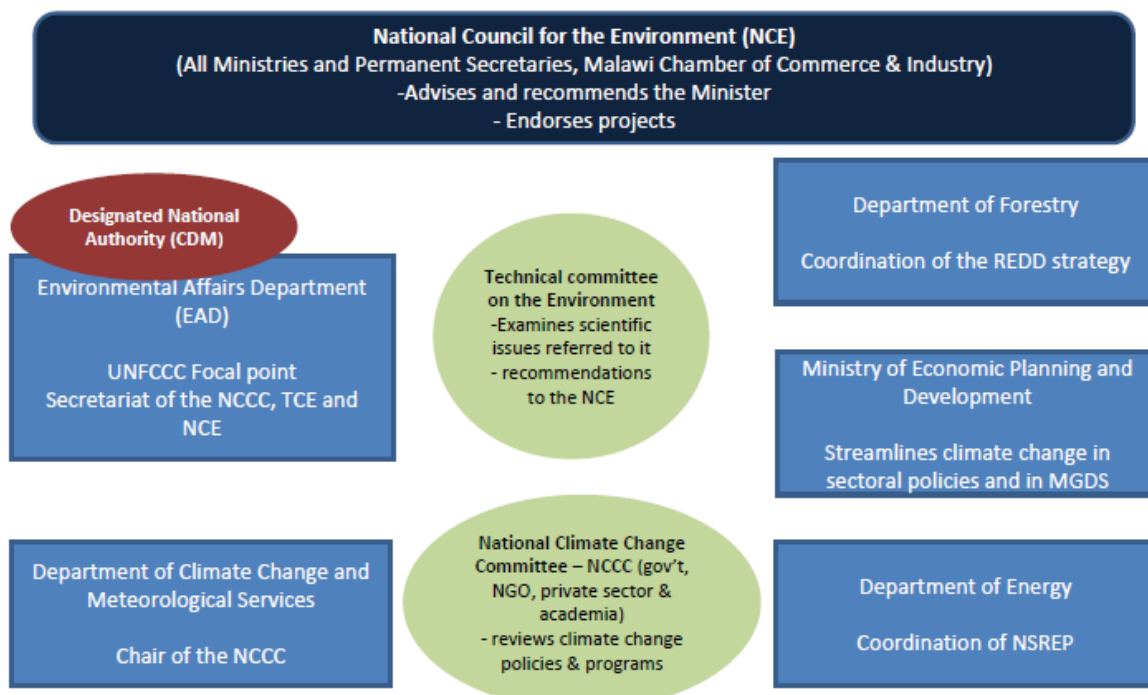 National Council for the Environment (NCE)
(All Ministries and Permanent Secretaries, Malawi Chamber of Commerce & Industry)
-Advises and recommends the Minister
- Endorses projects
Designated National
Authority (CDM)
Environmental Affairs Department
(EAD)
UNFCCC Focal point
Secretariat of the NCCC, TCE and
NCE
Technical committee
on the Environment
-Examines scientific
issues referred to it
- recommendations
to the NCE
Department of Forestry
Coordination of the REDD strategy
Ministry of Economic Planning and
Development
Streamlines climate change in
sectoral policies and in MGDS
Department of Climate Change and
Meteorological Services
Chair of the NCCC
National Climate Change
Committee – NCCC (gov’t,
NGO, private sector &
academia)
- reviews climate change
policies & programs
Department of Energy
Coordination of NSREP